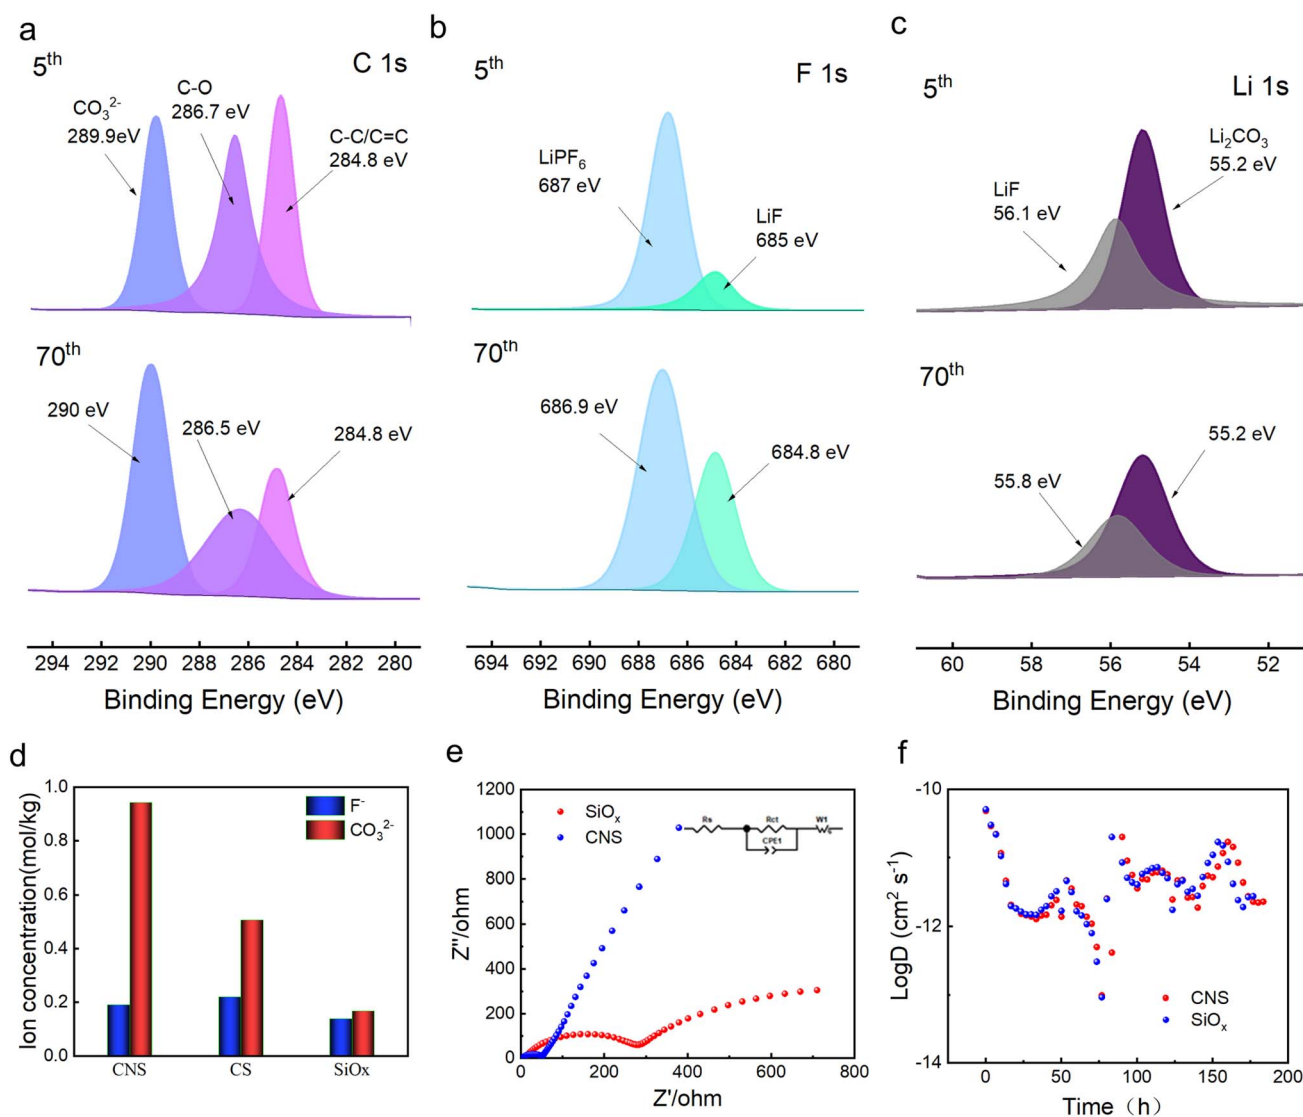 a
5th
C 1s
CO3 2-
289.9eV
C-O
286.7 eV
C-C/C=C
284.8 eV
70th
290 eV
286.5 eV
284.8 eV
294 292 290 288 286 284 282 280
Binding Energy (eV)
b
5th
F 1s
LiPF6
687 eV
LiF
685 eV
70th
686.9 eV
684.8 eV
694 692 690 688 686 684 682 680
Binding Energy (eV)
c
5th
Li 1s
Li2CO3
55.2 eV
LiF
56.1 eV
70th
55.2 eV
55.8 eV
60 58 56 54 52
Binding Energy (eV)
d
Ion concentration(mol/kg)
1.0
0.8
0.6
0.4
0.2
0.0
F-
CO3 2-
CNS CS SiOx
e
Z''/ohm
1200
1000
800
600
400
200
0
SiOx
CNS
Rs Rct W1
CPE1
0 200 400 600 800
Z'/ohm
f
LogD (cm2 s-1)
-10
-12
-14
CNS
SiOx
0 50 100 150 200
Time（h）